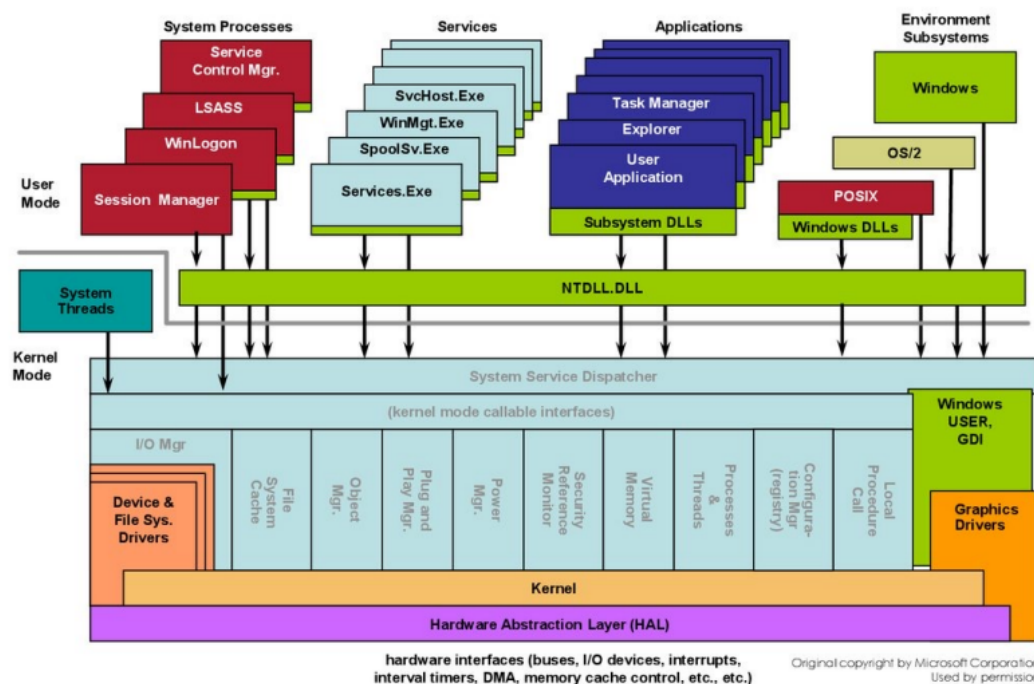 System Processes
Services
Applications
Environment
Subsystems
Service
Control Mgr.
LSASS
WinLogon
Session Manager
SvcHost.Exe
WinMgt.Exe
SpoolSv.Exe
Services.Exe
Task Manager
Explorer
User
Application
Subsystem DLLs
Windows
OS/2
POSIX
Windows DLLs
User
Mode
NTDLL.DLL
System
Threads
Kernel
Mode
System Service Dispatcher
(kernel mode callable interfaces)
Windows
USER,
GDI
I/O Mgr
Device &
File Sys.
Drivers
File
System
Cache
Object
Mgr.
Plug and
Play Mgr.
Power
Mgr.
Security
Reference
Monitor
Virtual
Memory
Processes
&
Threads
Configura-
tion Mgr
(registry)
Local
Procedure
Call
Graphics
Drivers
Kernel
Hardware Abstraction Layer (HAL)
hardware interfaces (buses, I/O devices, interrupts,
interval timers, DMA, memory cache control, etc., etc.)
Original copyright by Microsoft Corporation
Used by permission